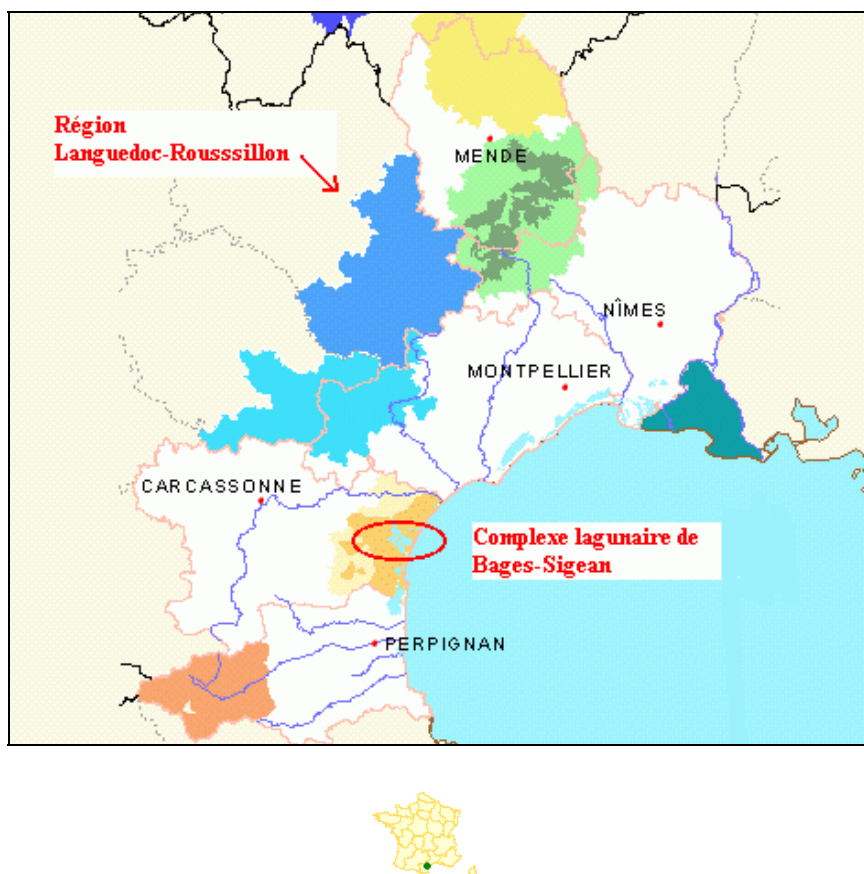 Région
Languedoc-Rousssillon
MENDE
NÎMES
MONTPELLIER
CARCASSONNE
Complexe lagunaire de
Bages-Sigean
PERPIGNAN